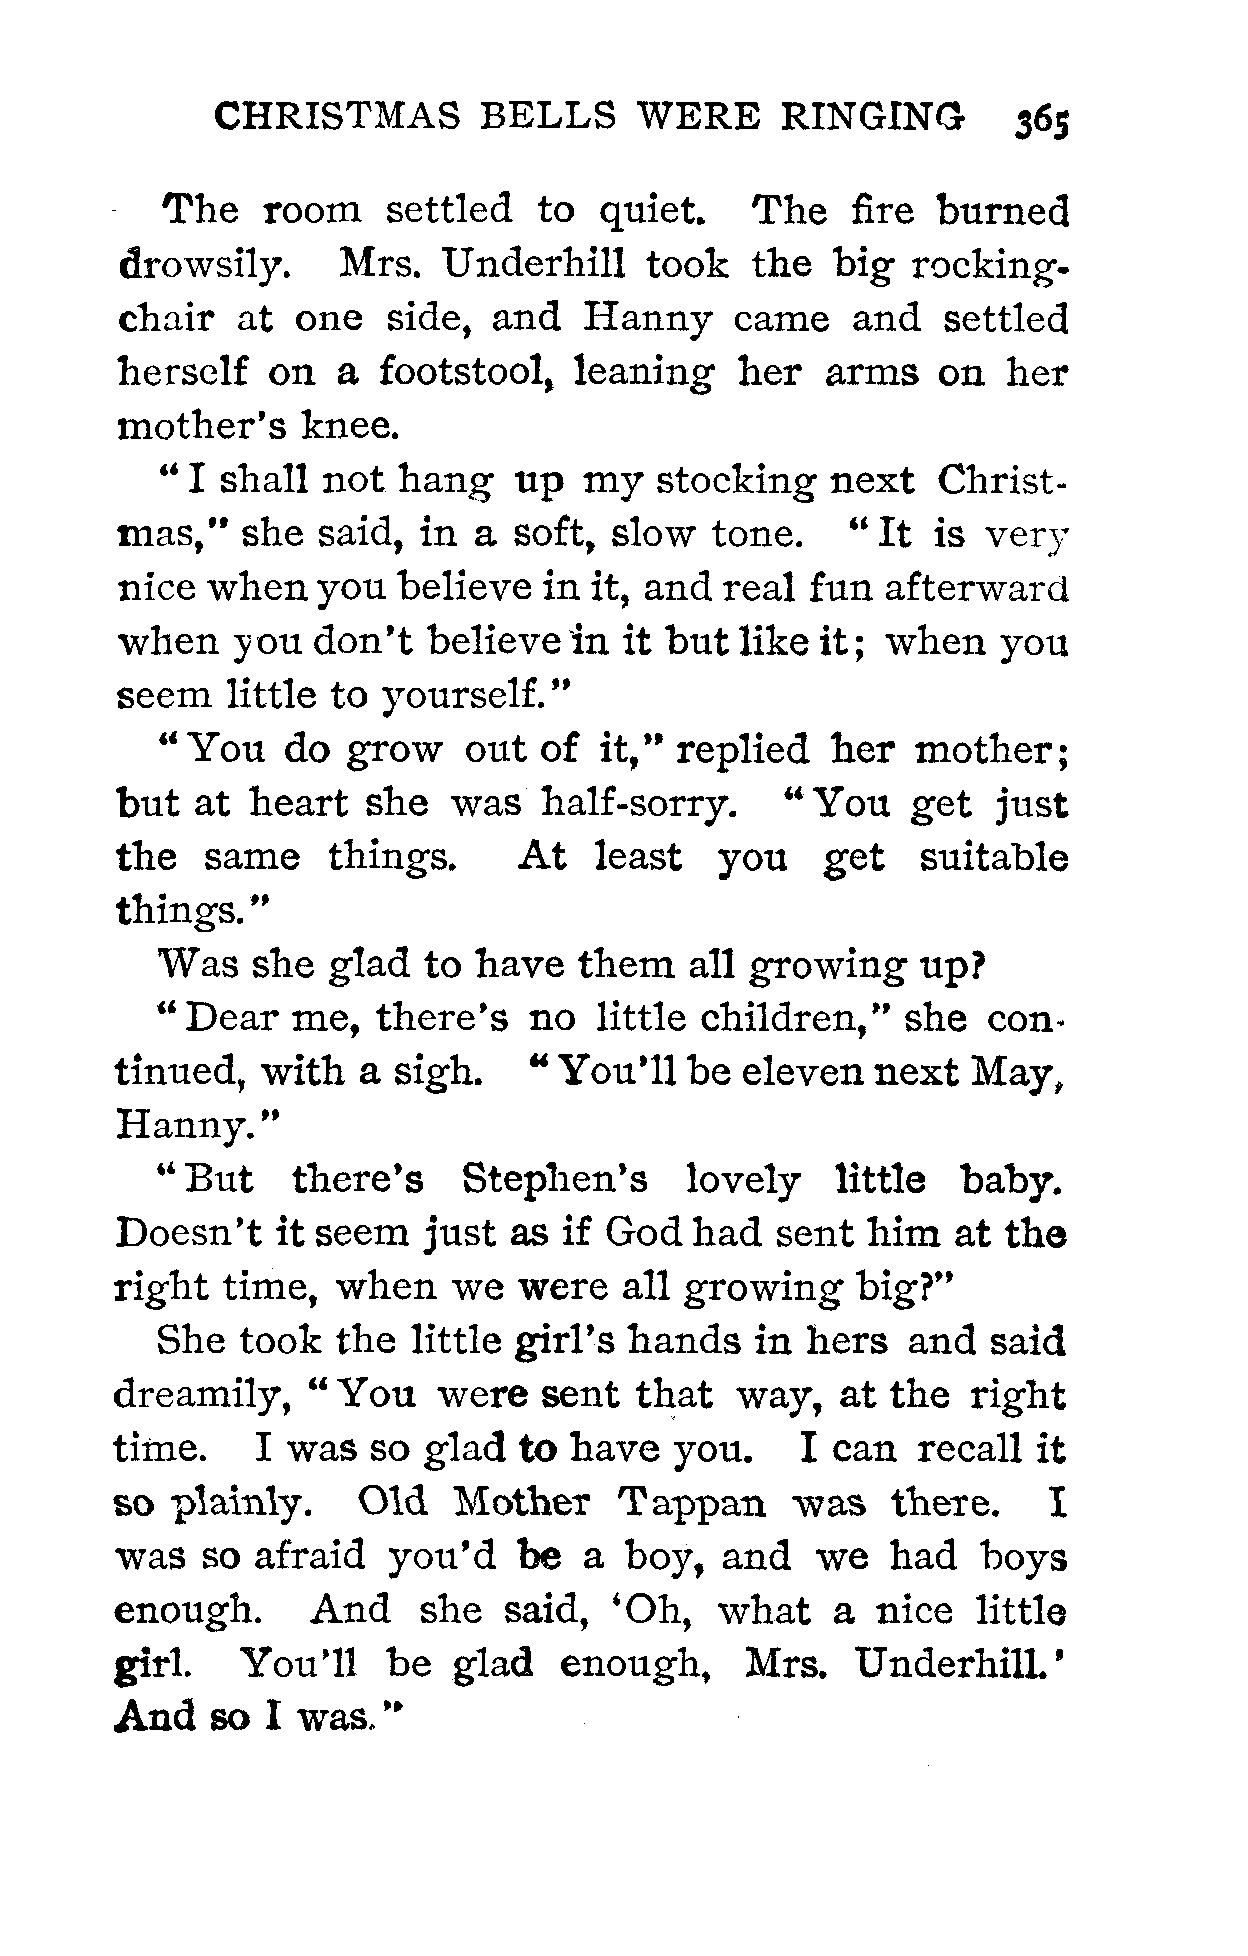 CHRISTMAS BELLS WERE RINGING 365
The room settled to quiet. The fire burned
drowsily. Mrs. Underhill took the big rocking-
chair at one side, and Hanny came and settled
herself on a footstool, leaning her arms on her
mother's knee.
"I shall not hang up my stocking next Christ-
mas," she said, in a soft, slow tone. "It is very
nice when you believe in it, and real fun afterward
when you don't believe in it but like it; when you
seem little to yourself."
"You do grow out of it," replied her mother;
but at heart she was half-sorry. "You get just
the same things. At least you get suitable
things."
Was she glad to have them all growing up?
"Dear me, there's no little children," she con-
tinued, with a sigh. "You'll be eleven next May,
Hanny."
"But there's Stephen's lovely little baby.
Doesn't it seem just as if God had sent him at the
right time, when we were all growing big?"
She took the little girl's hands in hers and said
dreamily, "You were sent that way, at the right
time. I was so glad to have you. I can recall it
so plainly. Old Mother Tappan was there. I
was so afraid you'd be a boy, and we had boys
enough. And she said, 'Oh, what a nice little
girl. You'll be glad enough, Mrs. Underhill.'
And so I was."